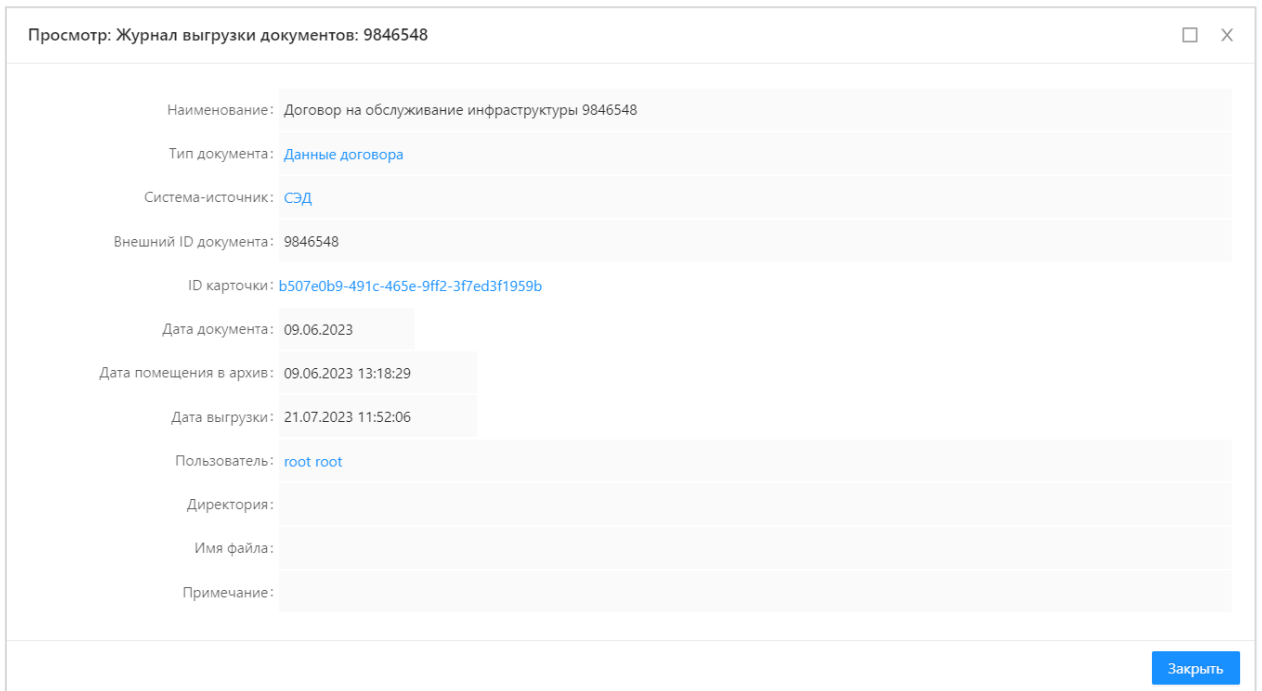 Просмотр: Журнал выгрузки документов: 9846548
Наименование: Договор на обслуживание инфраструктуры 9846548
Тип документа: Данные договора
Система-источник: СЭД
Внешний ID документа: 9846548
ID карточки: b507e0b9-491c-465e-9ff2-3f7ed3f1959b
Дата документа: 09.06.2023
Дата помещения в архив: 09.06.2023 13:18:29
Дата выгрузки: 21.07.2023 11:52:06
Пользователь: root root
Директория:
Имя файла:
Примечание:
Закрыть